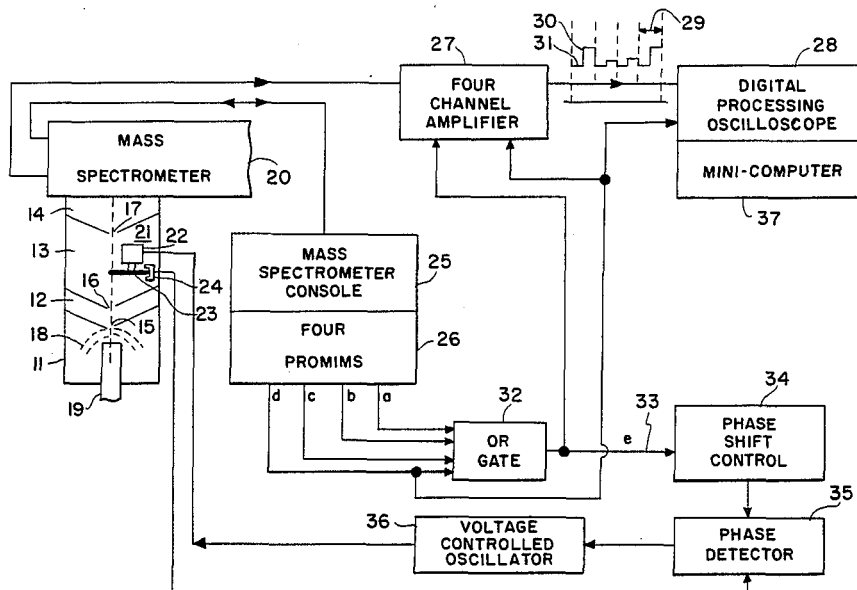 30
31
29
27
28
FOUR
CHANNEL
AMPLIFIER
DIGITAL
PROCESSING
OSCILLOSCOPE
MINI-COMPUTER
37
MASS
SPECTROMETER
20
14
17
13
21
22
24
16
23
12
15
18
11
19
MASS
SPECTROMETER
CONSOLE
25
FOUR
PROMIMS
26
d c b a
32
OR
GATE
e
33
34
PHASE
SHIFT
CONTROL
35
PHASE
DETECTOR
36
VOLTAGE
CONTROLLED
OSCILLATOR